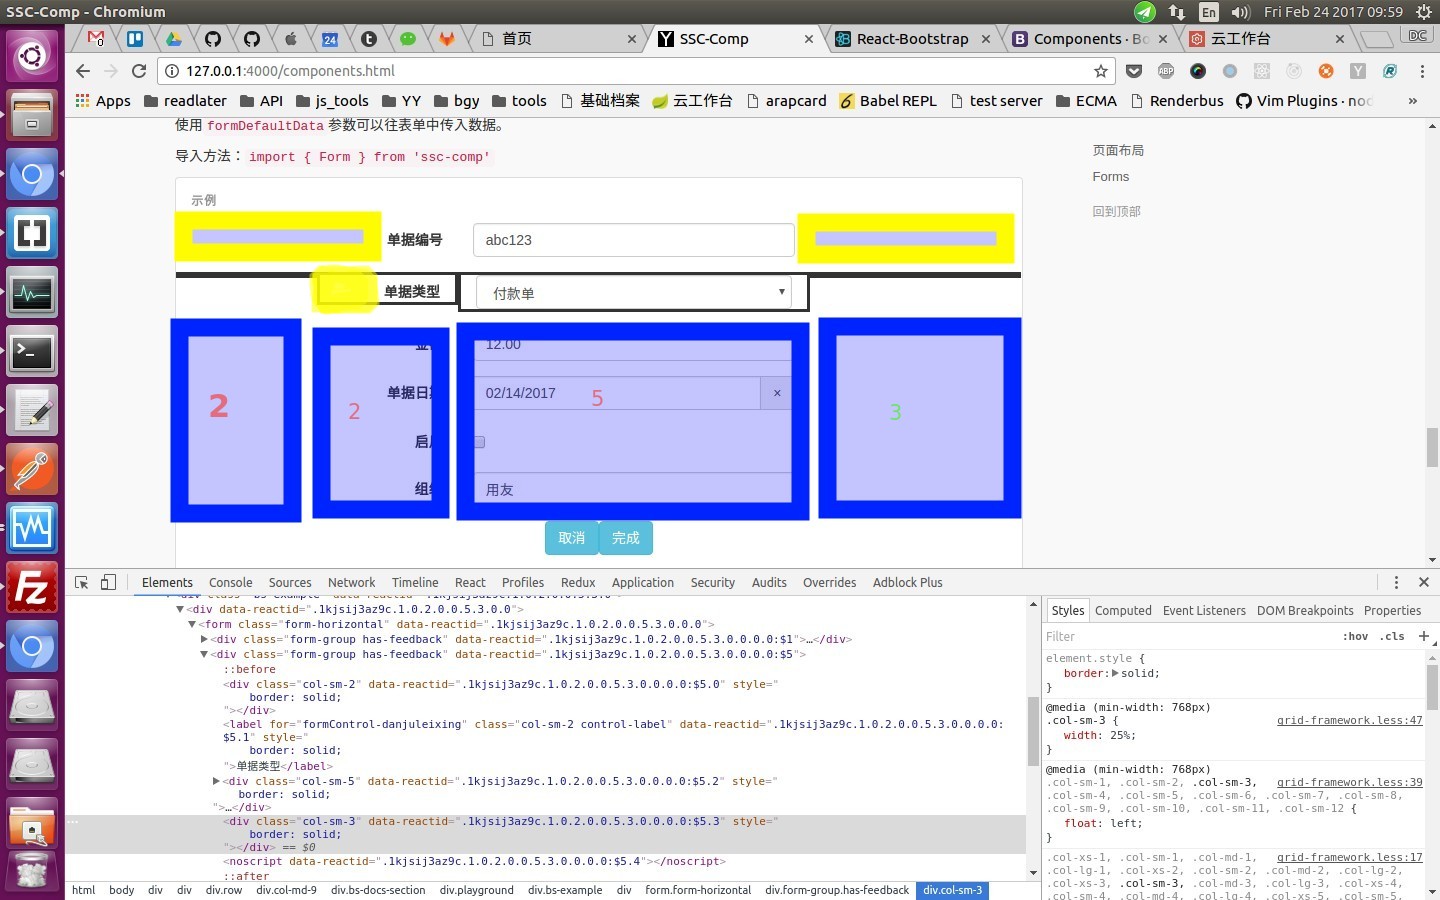 SSC-Comp - Chromium
En
Fri Feb 24 2017 09:59
0
24
首页
SSC-Comp
React-Bootstrap
Components · Bo
云工作台
DC
127.0.0.1:4000/components.html
ABP
Apps
readlater
API
js_tools
YY
bgy
tools
基础档案
云工作台
arapcard
Babel REPL
test server
ECMA
Renderbus
Vim Plugins · noc
»
使用 formDefaultData 参数可以往表单中传入数据。
导入方法： import { Form } from 'ssc-comp'
示例
单据编号
abc123
单据类型
付款单
12.00
单据日期
02/14/2017
×
组织
用友
2
2
5
3
取消
完成
页面布局
Forms
回到顶部
Elements Console Sources Network Timeline React Profiles Redux Application Security Audits Overrides Adblock Plus
<div data-reactid=".1kjsij3az9c.1.0.2.0.0.5.3.0.0">
<form class="form-horizontal" data-reactid=".1kjsij3az9c.1.0.2.0.0.5.3.0.0.0">
<div class="form-group has-feedback" data-reactid=".1kjsij3az9c.1.0.2.0.0.5.3.0.0.0.0:$1">…</div>
<div class="form-group has-feedback" data-reactid=".1kjsij3az9c.1.0.2.0.0.5.3.0.0.0.0:$5">
::before
<div class="col-sm-2" data-reactid=".1kjsij3az9c.1.0.2.0.0.5.3.0.0.0.0:$5.0" style="
border: solid;
"></div>
<label for="formControl-danjuleixing" class="col-sm-2 control-label" data-reactid=".1kjsij3az9c.1.0.2.0.0.5.3.0.0.0.0:
$5.1" style="
border: solid;
">单据类型</label>
<div class="col-sm-5" data-reactid=".1kjsij3az9c.1.0.2.0.0.5.3.0.0.0.0:$5.2" style="
border: solid;
">…</div>
<div class="col-sm-3" data-reactid=".1kjsij3az9c.1.0.2.0.0.5.3.0.0.0.0:$5.3" style="
border: solid;
"></div> == $0
<noscript data-reactid=".1kjsij3az9c.1.0.2.0.0.5.3.0.0.0.0:$5.4"></noscript>
::after
html body div div div.row div.col-md-9 div.bs-docs-section div.playground div.bs-example div form.form-horizontal div.form-group.has-feedback div.col-sm-3
Styles Computed Event Listeners DOM Breakpoints Properties
Filter
:hov .cls +
element.style {
border: solid;
}
@media (min-width: 768px)
.col-sm-3 {
grid-framework.less:47
width: 25%;
}
@media (min-width: 768px)
.col-sm-1, .col-sm-2, .col-sm-3,
grid-framework.less:39
.col-sm-4, .col-sm-5, .col-sm-6, .col-sm-7, .col-sm-8,
.col-sm-9, .col-sm-10, .col-sm-11, .col-sm-12 {
float: left;
}
.col-xs-1, .col-sm-1, .col-md-1,
grid-framework.less:17
.col-lg-1, .col-xs-2, .col-sm-2, .col-md-2, .col-lg-2,
.col-xs-3, .col-sm-3, .col-md-3, .col-lg-3, .col-xs-4,
.col-sm-4, .col-md-4, .col-lg-4, .col-xs-5, .col-sm-5,